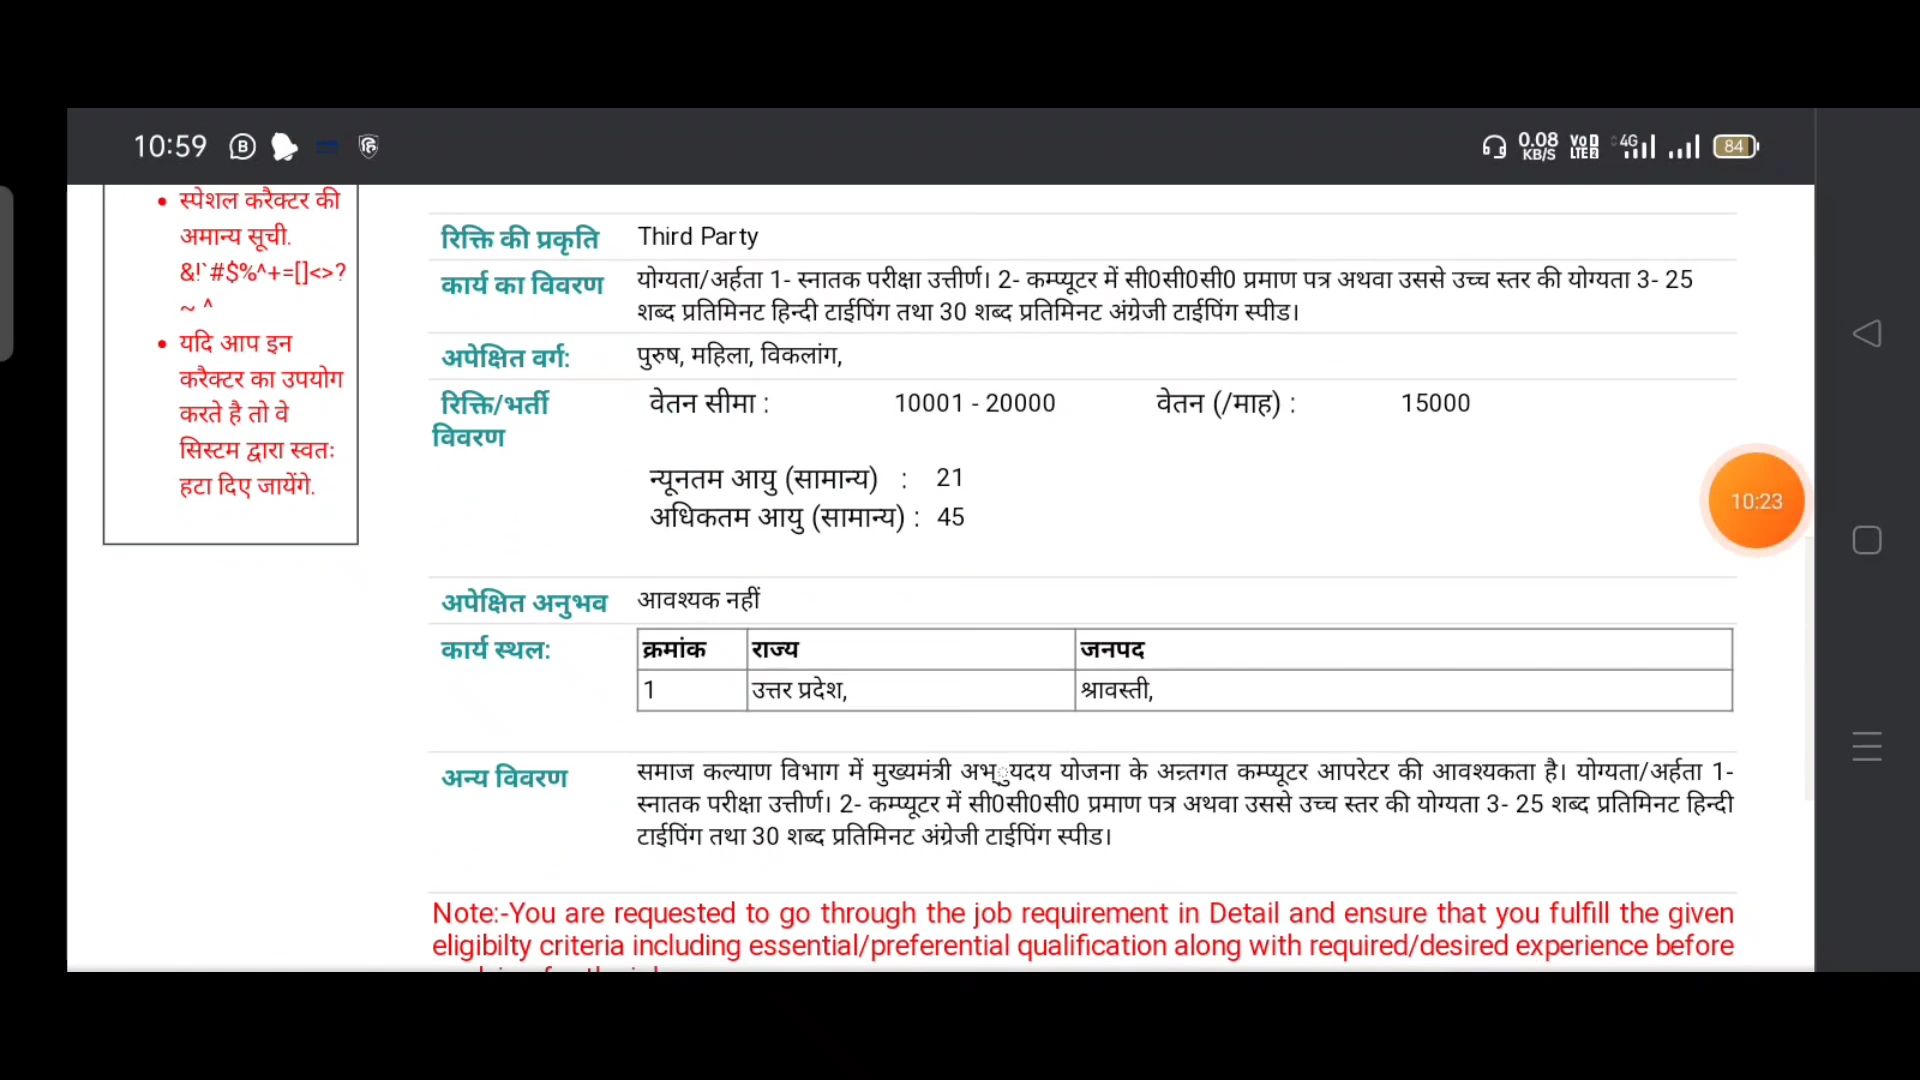 10:59
0.08 KB/S
VoD LTE2
4G
84
स्पेशल करैक्टर की
अमान्य सूची.
&!`#$%^+=[]<>?
~ ^
यदि आप इन
करैक्टर का उपयोग
करते है तो वे
सिस्टम द्वारा स्वतः
हटा दिए जायेंगे.
रिक्ति की प्रकृति Third Party
कार्य का विवरण योग्यता/अर्हता 1- स्नातक परीक्षा उत्तीर्ण। 2- कम्प्यूटर में सी0सी0सी0 प्रमाण पत्र अथवा उससे उच्च स्तर की योग्यता 3- 25
शब्द प्रतिमिनट हिन्दी टाईपिंग तथा 30 शब्द प्रतिमिनट अंग्रेजी टाईपिंग स्पीड।
अपेक्षित वर्ग: पुरुष, महिला, विकलांग,
रिक्ति/भर्ती वेतन सीमा : 10001 - 20000 वेतन (/माह) : 15000
विवरण
न्यूनतम आयु (सामान्य) : 21
अधिकतम आयु (सामान्य) : 45
10:23
अपेक्षित अनुभव आवश्यक नहीं
कार्य स्थल: क्रमांक राज्य जनपद
1 उत्तर प्रदेश, श्रावस्ती,
अन्य विवरण समाज कल्याण विभाग में मुख्यमंत्री अभ्ुयदय योजना के अन्र्तगत कम्प्यूटर आपरेटर की आवश्यकता है। योग्यता/अर्हता 1-
स्नातक परीक्षा उत्तीर्ण। 2- कम्प्यूटर में सी0सी0सी0 प्रमाण पत्र अथवा उससे उच्च स्तर की योग्यता 3- 25 शब्द प्रतिमिनट हिन्दी
टाईपिंग तथा 30 शब्द प्रतिमिनट अंग्रेजी टाईपिंग स्पीड।
Note:-You are requested to go through the job requirement in Detail and ensure that you fulfill the given
eligibilty criteria including essential/preferential qualification along with required/desired experience before